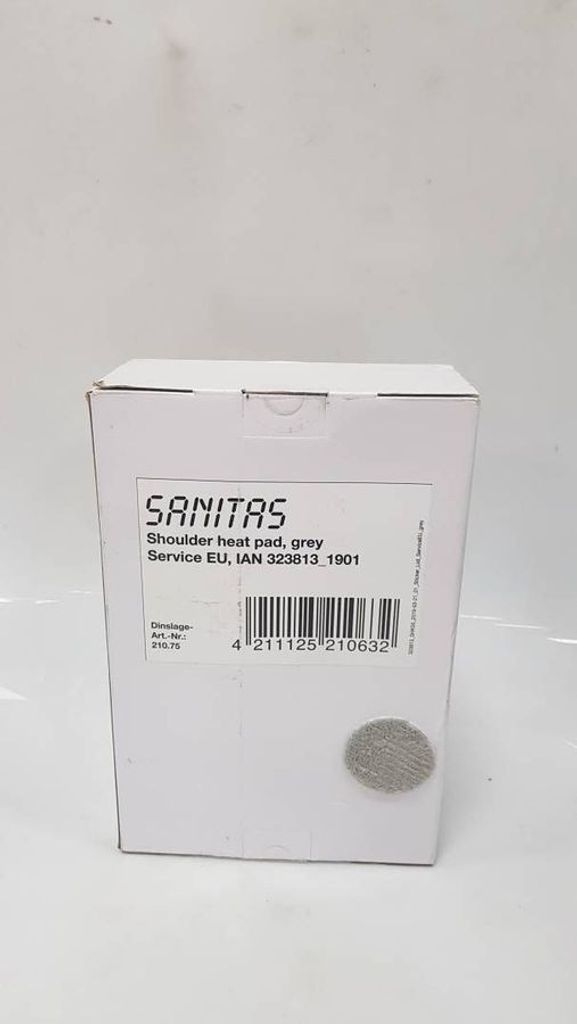 SANITAS
Shoulder heat pad, grey
Service EU, IAN 323813_1901
Dinslage-
Art.-Nr.:
210.75
4 211125 210632